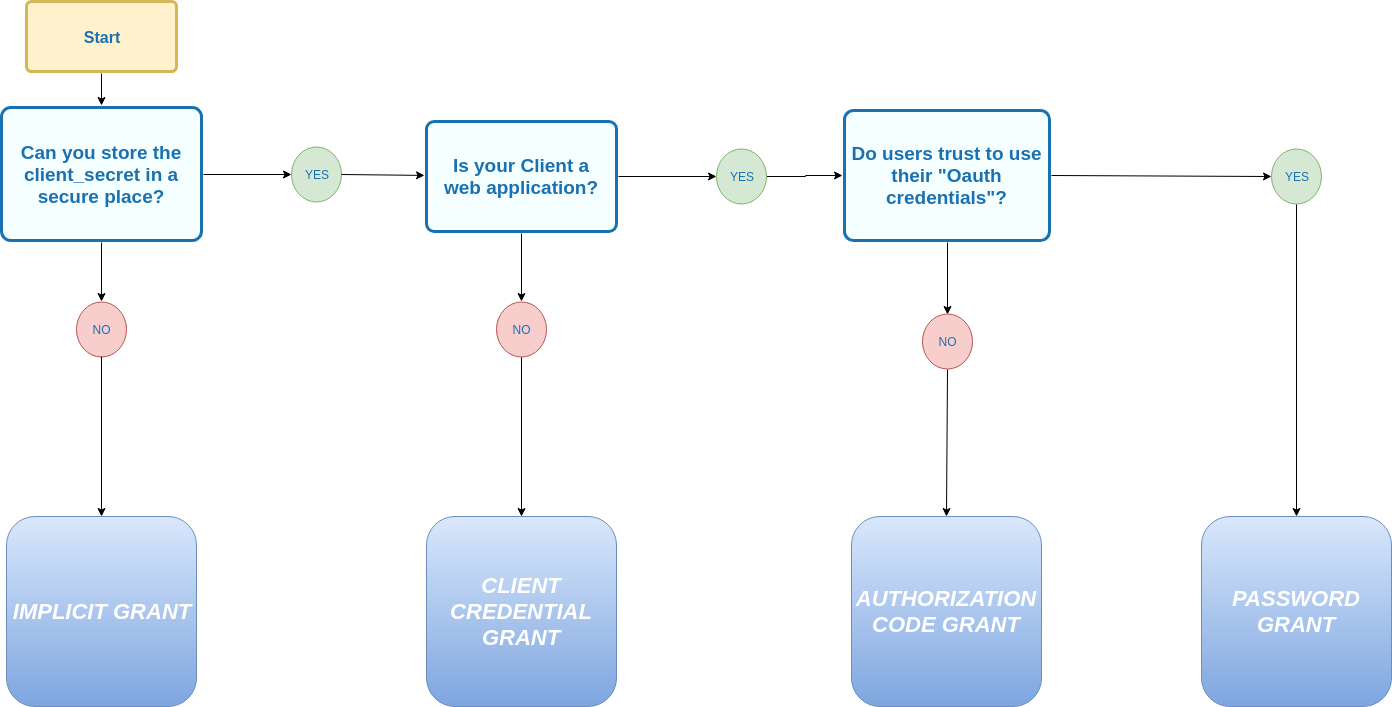 Start
Can you store the
client_secret in a
secure place?
YES
Is your Client a
web application?
YES
Do users trust to use
their "Oauth
credentials"?
YES
NO
NO
NO
IMPLICIT GRANT
CLIENT
CREDENTIAL
GRANT
AUTHORIZATION
CODE GRANT
PASSWORD
GRANT